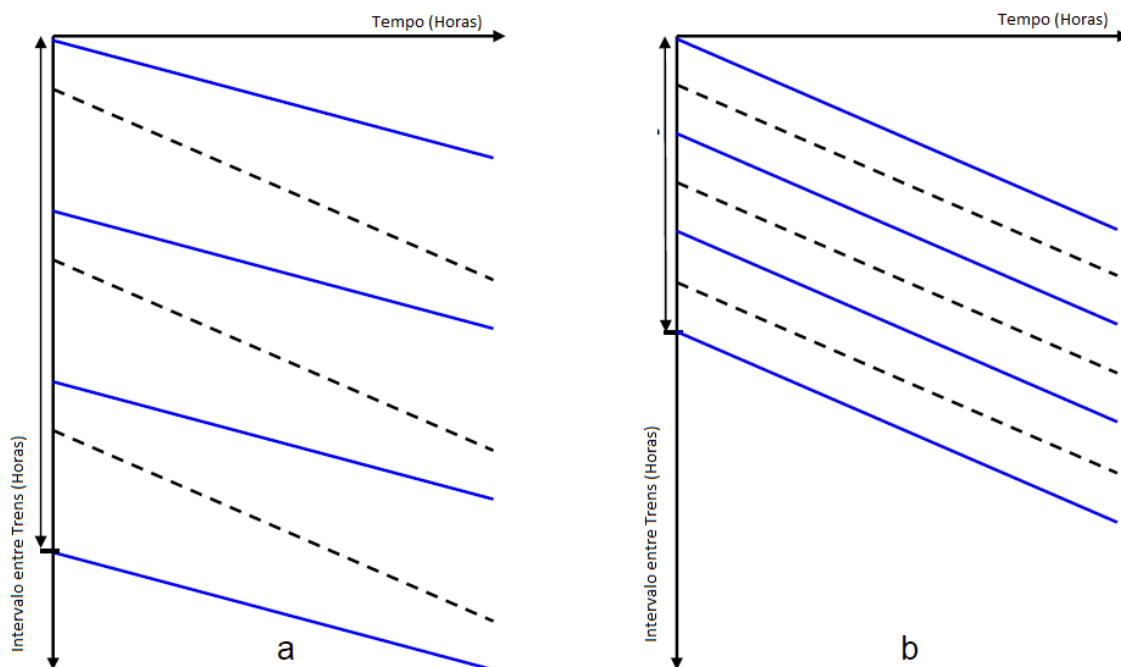 Tempo (Horas)
Intervalo entre Trens (Horas)
a
Tempo (Horas)
Intervalo entre Trens (Horas)
b